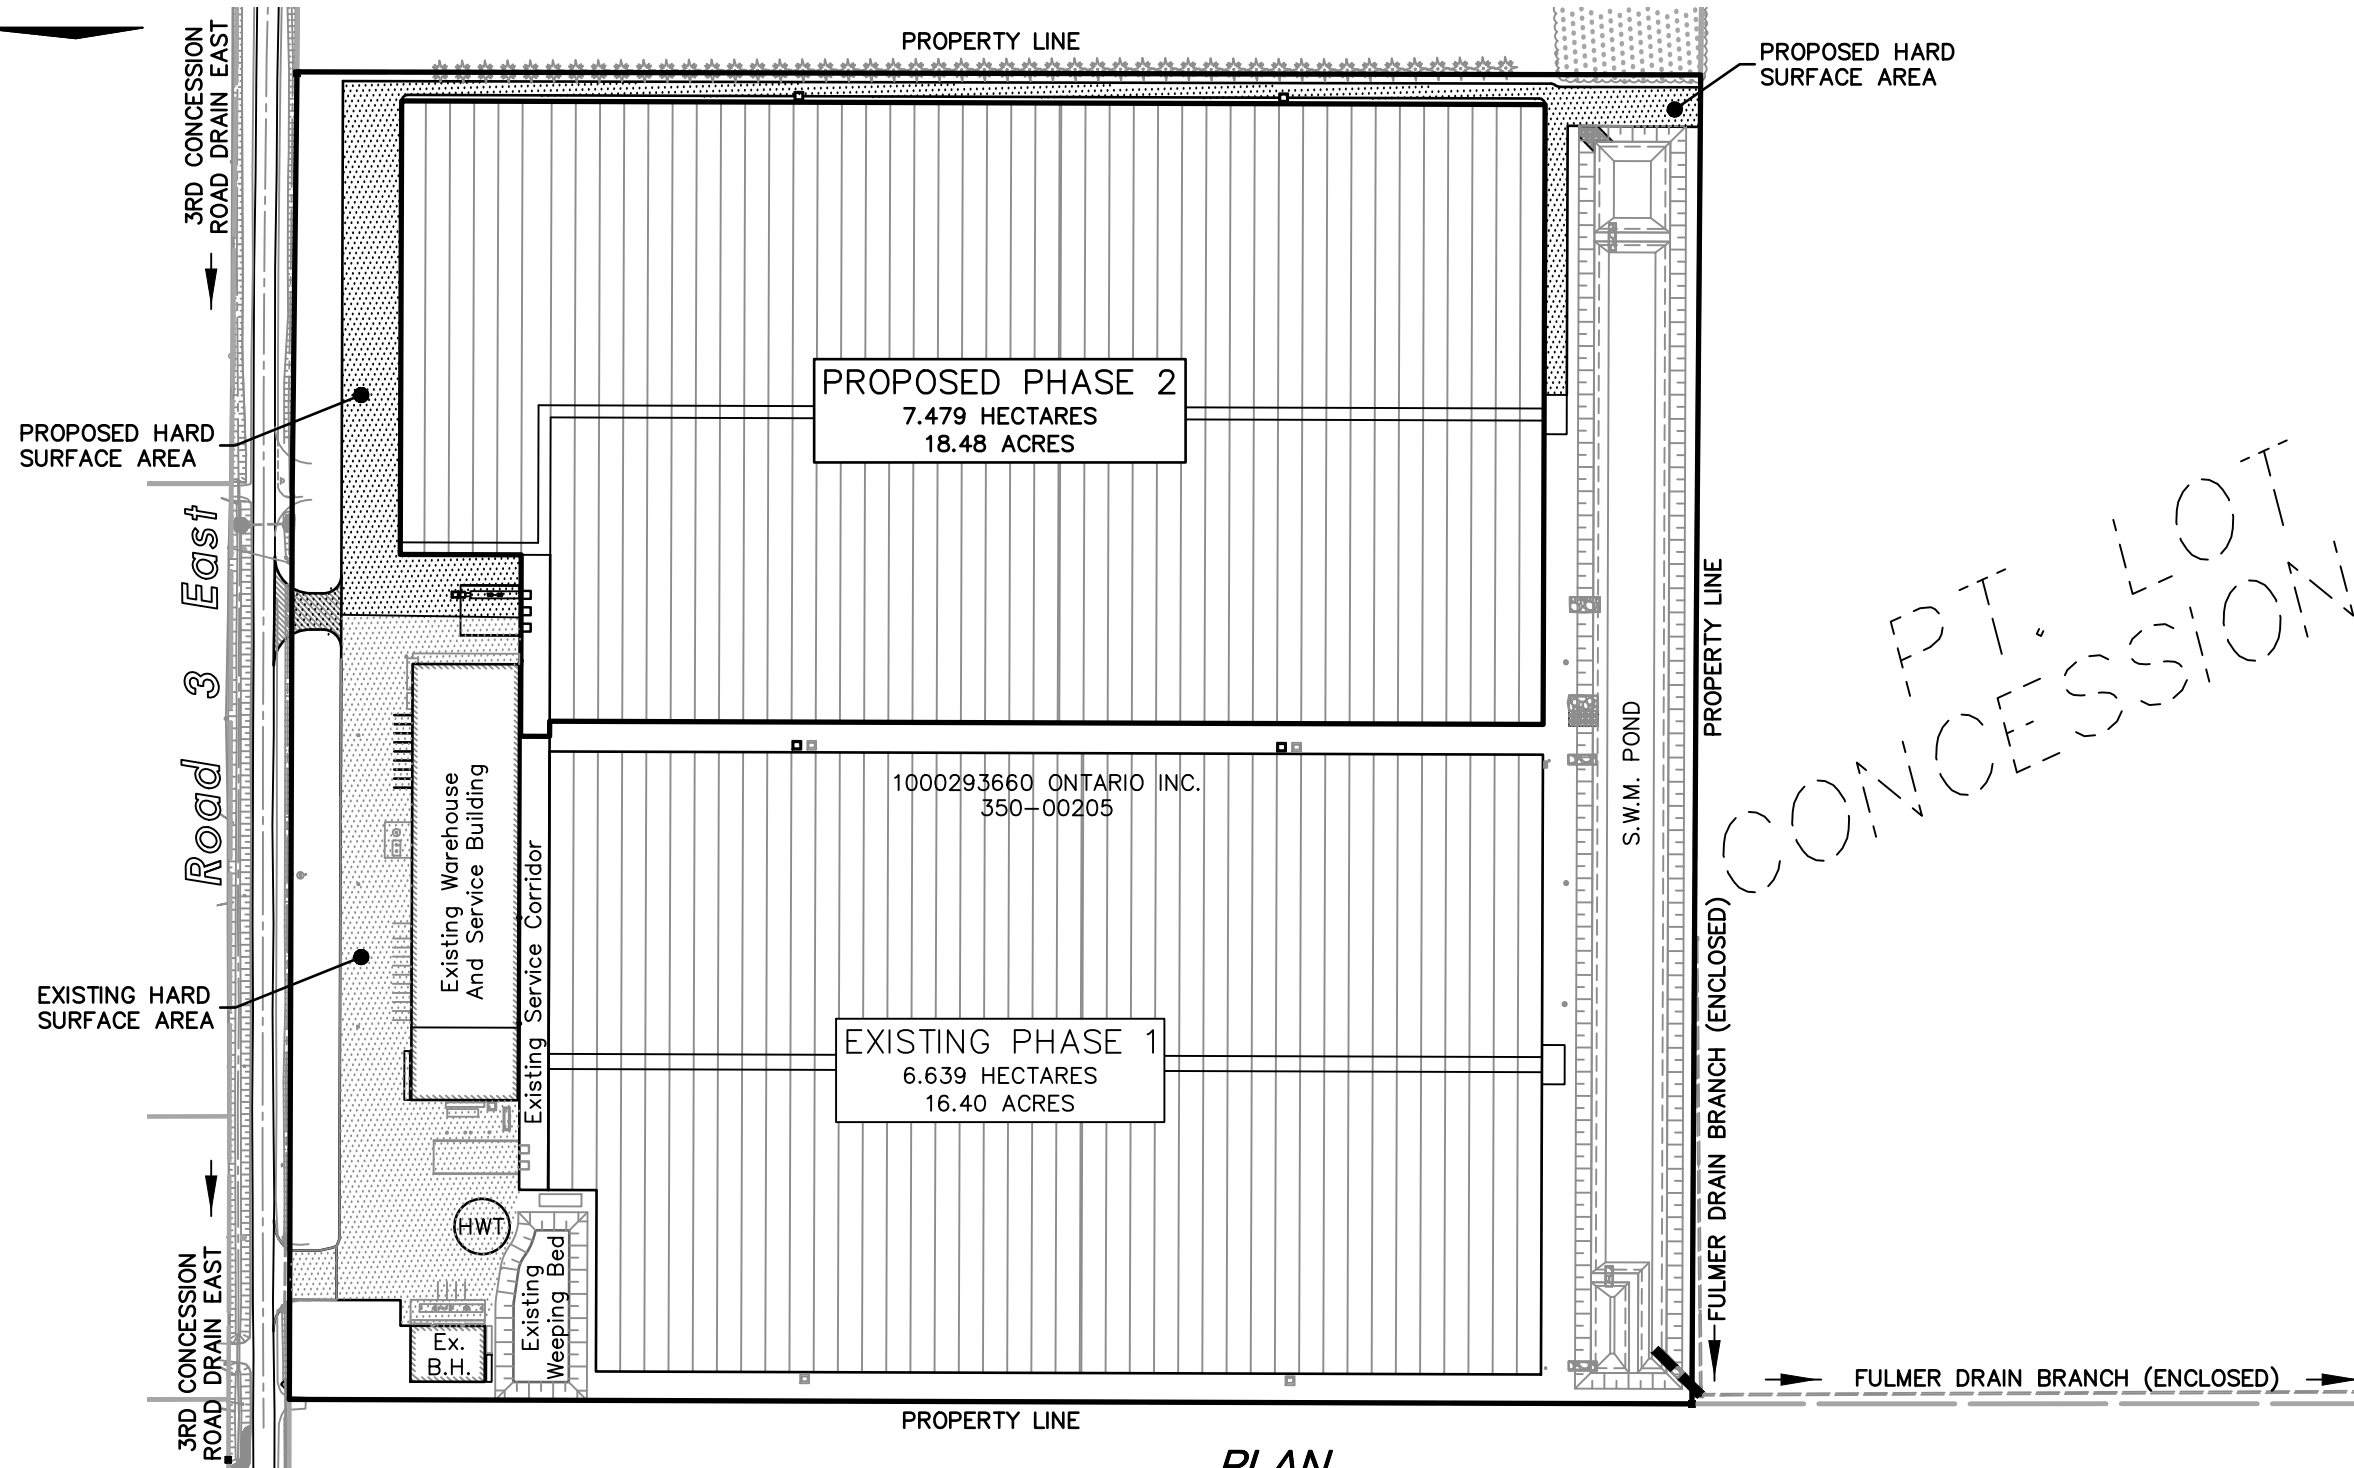 PROPERTY LINE
3RD CONCESSION
ROAD DRAIN EAST
PROPOSED HARD
SURFACE AREA
PROPOSED PHASE 2
7.479 HECTARES
18.48 ACRES
PROPOSED HARD
SURFACE AREA
Road 3 East
PT. LOT
CONCESSION
PROPERTY LINE
S.W.M. POND
1000293660 ONTARIO INC.
350-00205
Existing Warehouse
And Service Building
Existing Service Corridor
EXISTING HARD
SURFACE AREA
EXISTING PHASE 1
6.639 HECTARES
16.40 ACRES
FULMER DRAIN BRANCH (ENCLOSED)
HWT
Existing
Weeping Bed
Ex.
B.H.
3RD CONCESSION
ROAD DRAIN EAST
FULMER DRAIN BRANCH (ENCLOSED)
PROPERTY LINE
PLAN